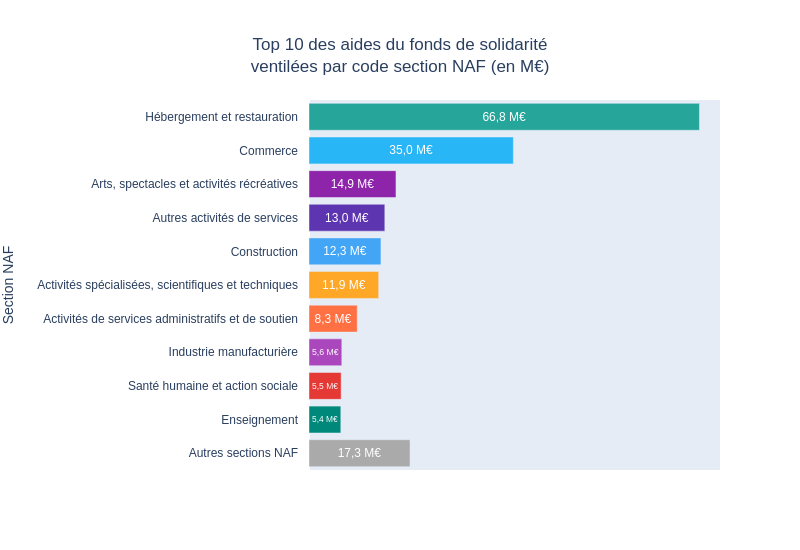 Top 10 des aides du fonds de solidarité
ventilées par code section NAF (en M€)
Section NAF
Hébergement et restauration 66,8 M€
Commerce 35,0 M€
Arts, spectacles et activités récréatives 14,9 M€
Autres activités de services 13,0 M€
Construction 12,3 M€
Activités spécialisées, scientifiques et techniques 11,9 M€
Activités de services administratifs et de soutien 8,3 M€
Industrie manufacturière 5,6 M€
Santé humaine et action sociale 5,5 M€
Enseignement 5,4 M€
Autres sections NAF 17,3 M€